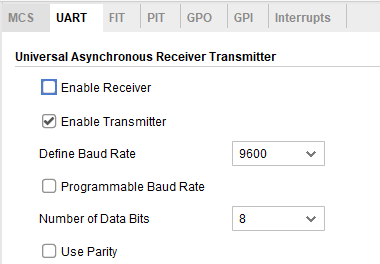 MCS UART FIT PIT GPO GPI Interrupts
Universal Asynchronous Receiver Transmitter
Enable Receiver
Enable Transmitter
Define Baud Rate 9600
Programmable Baud Rate
Number of Data Bits 8
Use Parity